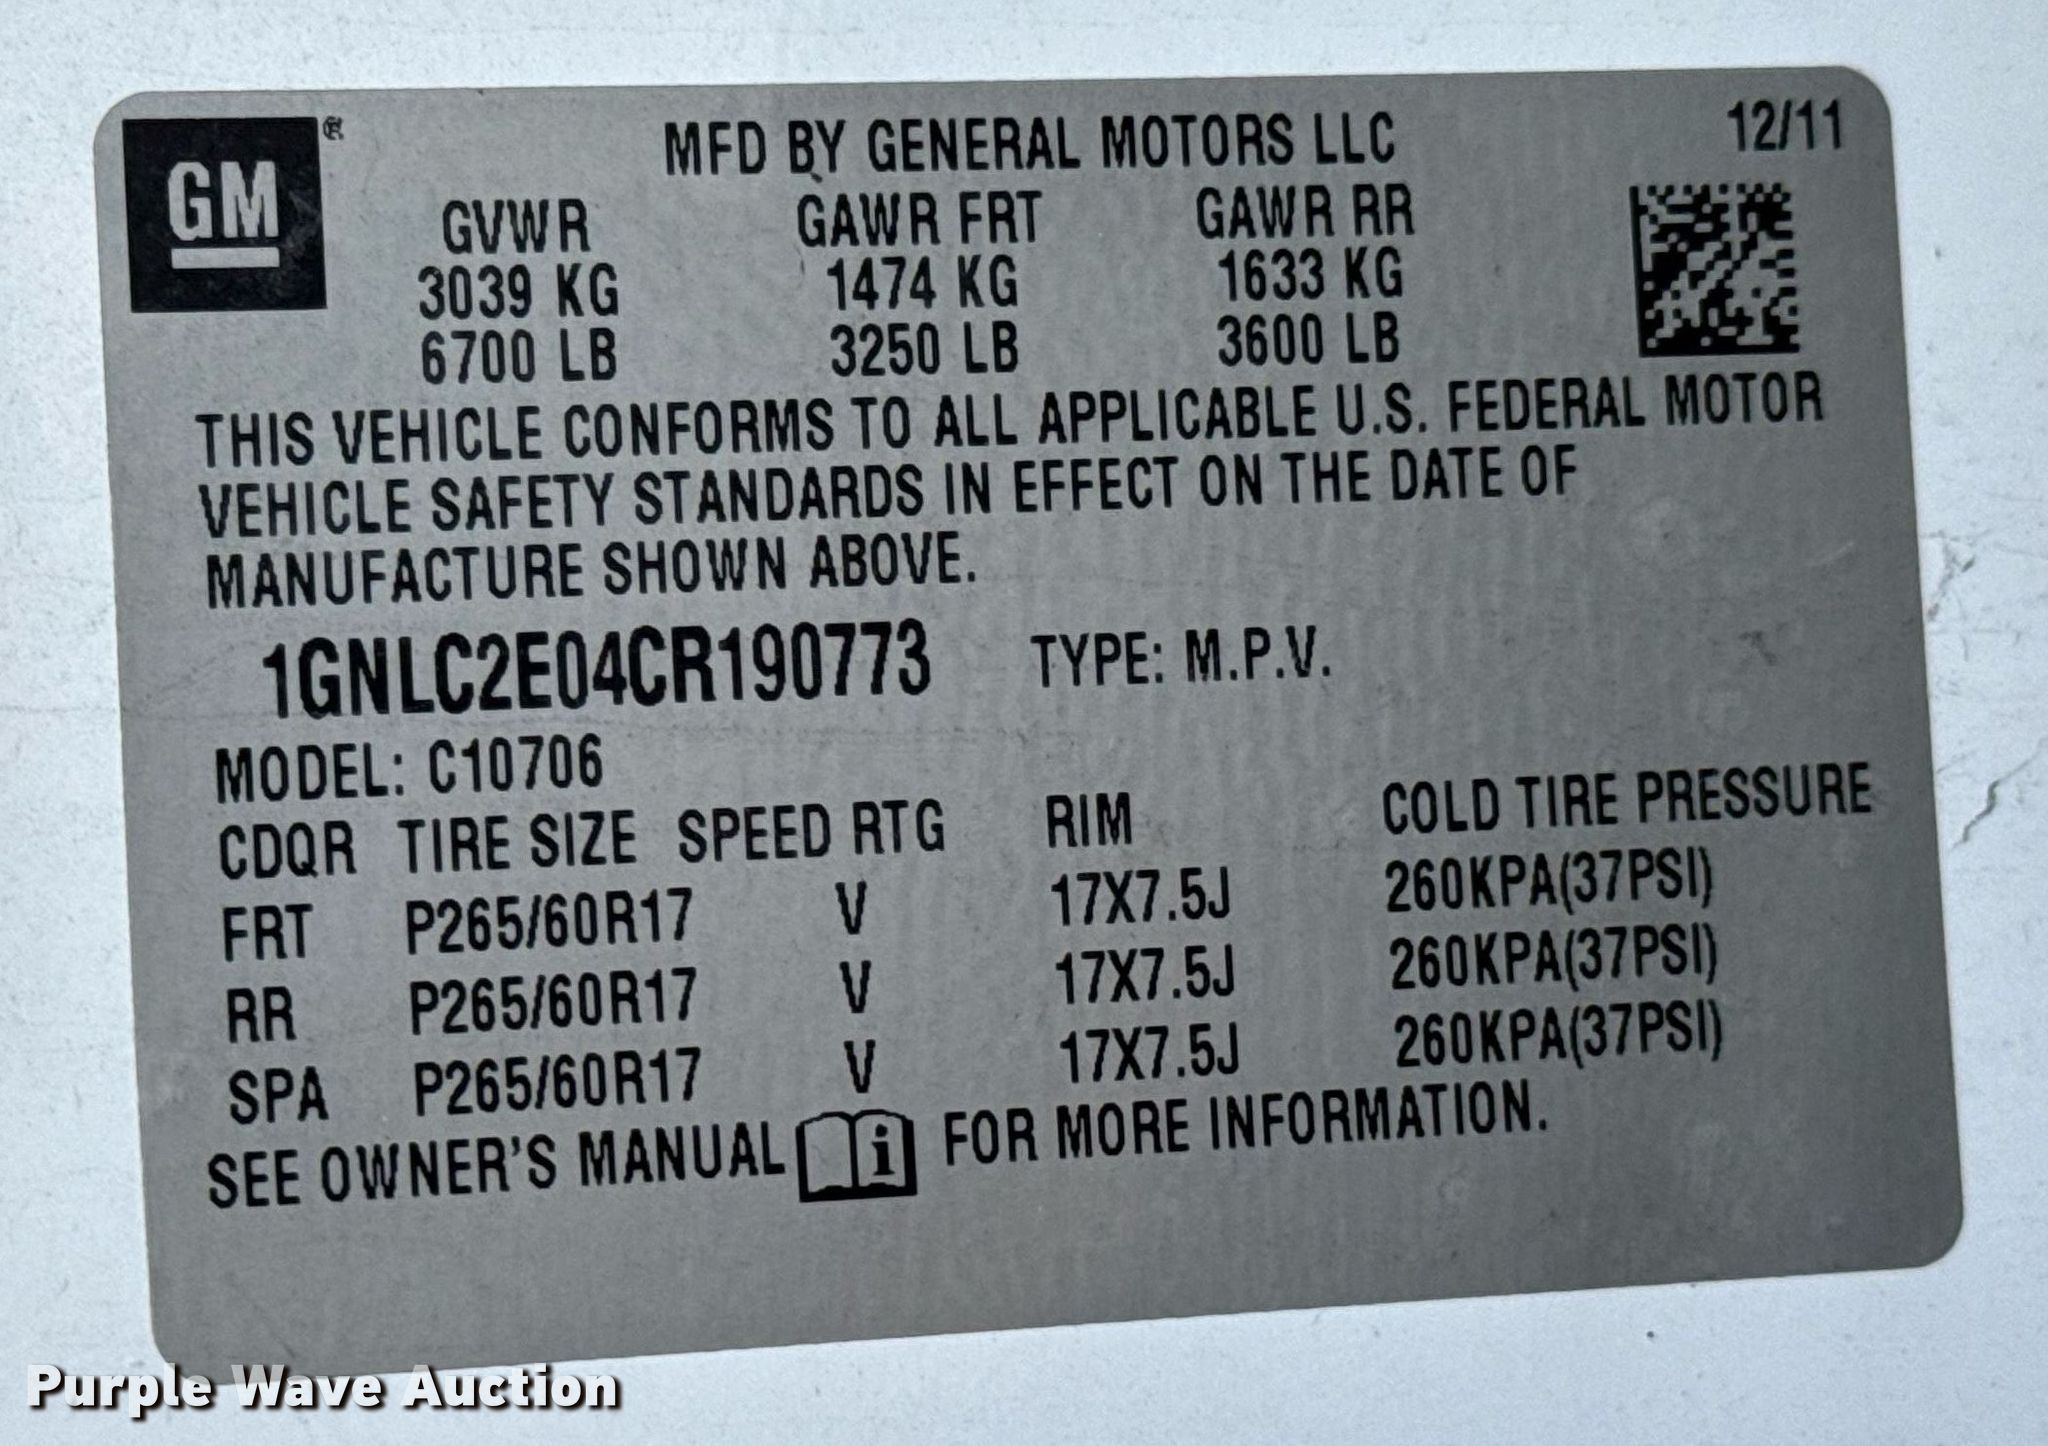 GM
MFD BY GENERAL MOTORS LLC 12/11
GVWR GAWR FRT GAWR RR
3039 KG 1474 KG 1633 KG
6700 LB 3250 LB 3600 LB
THIS VEHICLE CONFORMS TO ALL APPLICABLE U.S. FEDERAL MOTOR
VEHICLE SAFETY STANDARDS IN EFFECT ON THE DATE OF
MANUFACTURE SHOWN ABOVE.
1GNLC2E04CR190773 TYPE: M.P.V.
MODEL: C10706
CDQR TIRE SIZE SPEED RTG RIM COLD TIRE PRESSURE
FRT P265/60R17 V 17X7.5J 260KPA(37PSI)
RR P265/60R17 V 17X7.5J 260KPA(37PSI)
SPA P265/60R17 V 17X7.5J 260KPA(37PSI)
SEE OWNER'S MANUAL i FOR MORE INFORMATION.
Purple Wave Auction